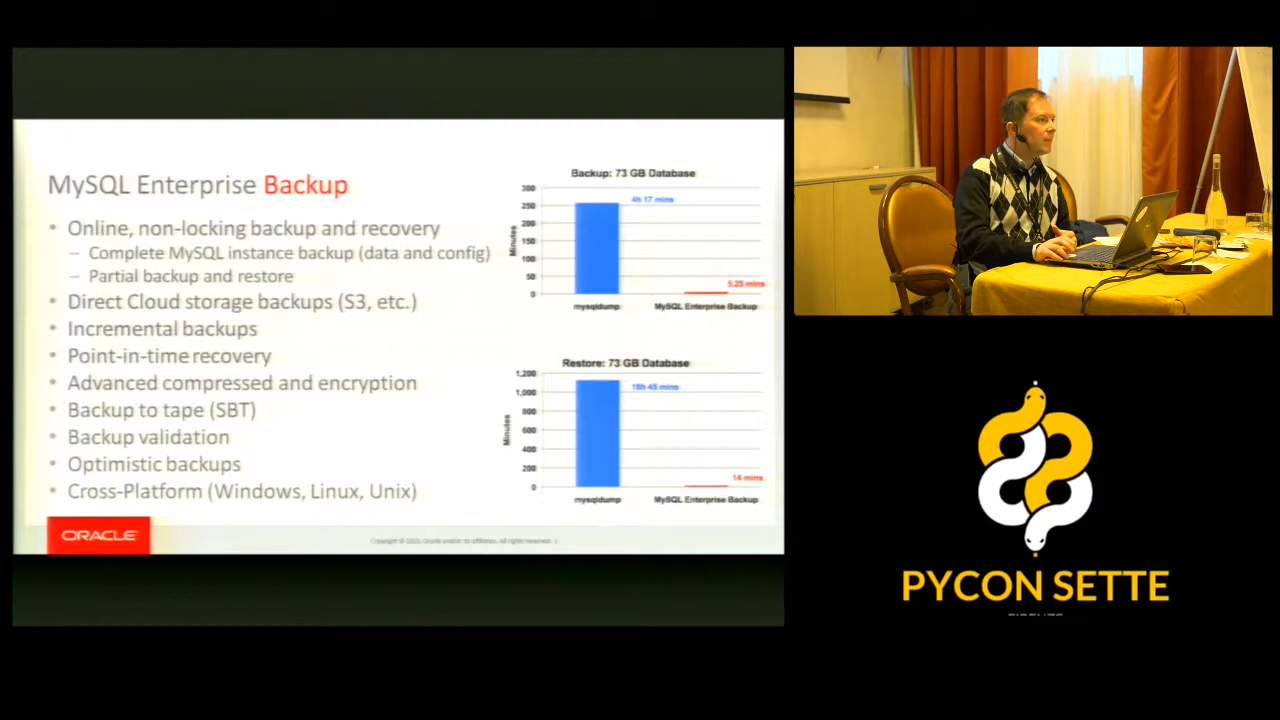 MySQL Enterprise Backup
• Online, non-locking backup and recovery
– Complete MySQL instance backup (data and config)
– Partial backup and restore
• Direct Cloud storage backups (S3, etc.)
• Incremental backups
• Point-in-time recovery
• Advanced compressed and encryption
• Backup to tape (SBT)
• Backup validation
• Optimistic backups
• Cross-Platform (Windows, Linux, Unix)
Backup: 73 GB Database
Minutes
300
250
200
150
100
50
0
4h 17 mins
5.25 mins
mysqldump
MySQL Enterprise Backup
Restore: 73 GB Database
Minutes
1,200
1,000
800
600
400
200
0
18h 45 mins
14 mins
mysqldump
MySQL Enterprise Backup
ORACLE
PYCON SETTE